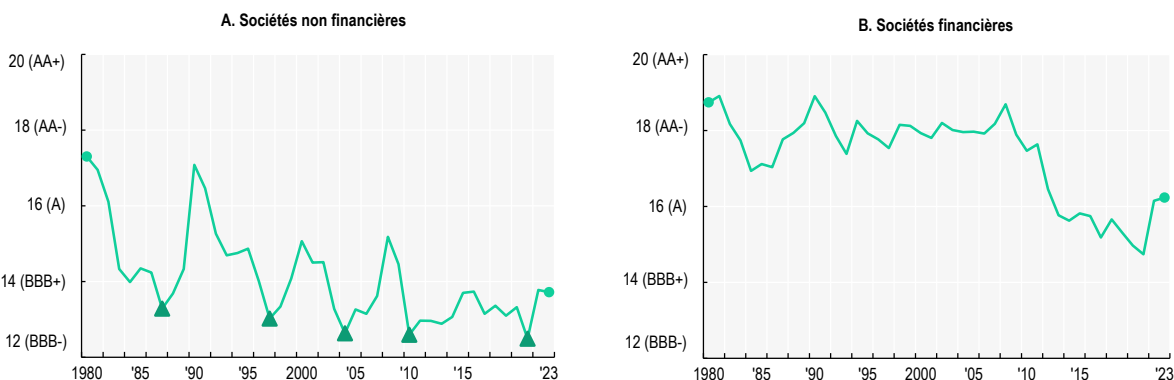 A. Sociétés non financières
20 (AA+)
18 (AA-)
16 (A)
14 (BBB+)
12 (BBB-)
1980 '85 '90 '95 2000 '05 '10 '15 '23
B. Sociétés financières
20 (AA+)
18 (AA-)
16 (A)
14 (BBB+)
12 (BBB-)
1980 '85 '90 '95 2000 '05 '10 '15 '23